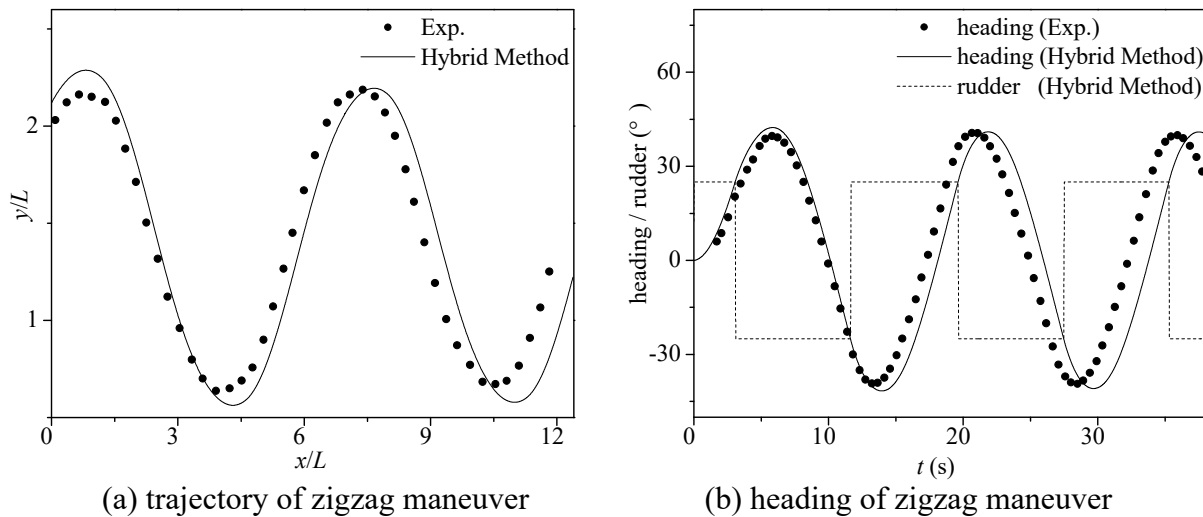 Exp.
Hybrid Method
2
1
y/L
0
3
6
9
12
x/L
(a) trajectory of zigzag maneuver
heading (Exp.)
heading (Hybrid Method)
rudder (Hybrid Method)
60
30
0
-30
heading / rudder (°)
0
10
20
30
t (s)
(b) heading of zigzag maneuver